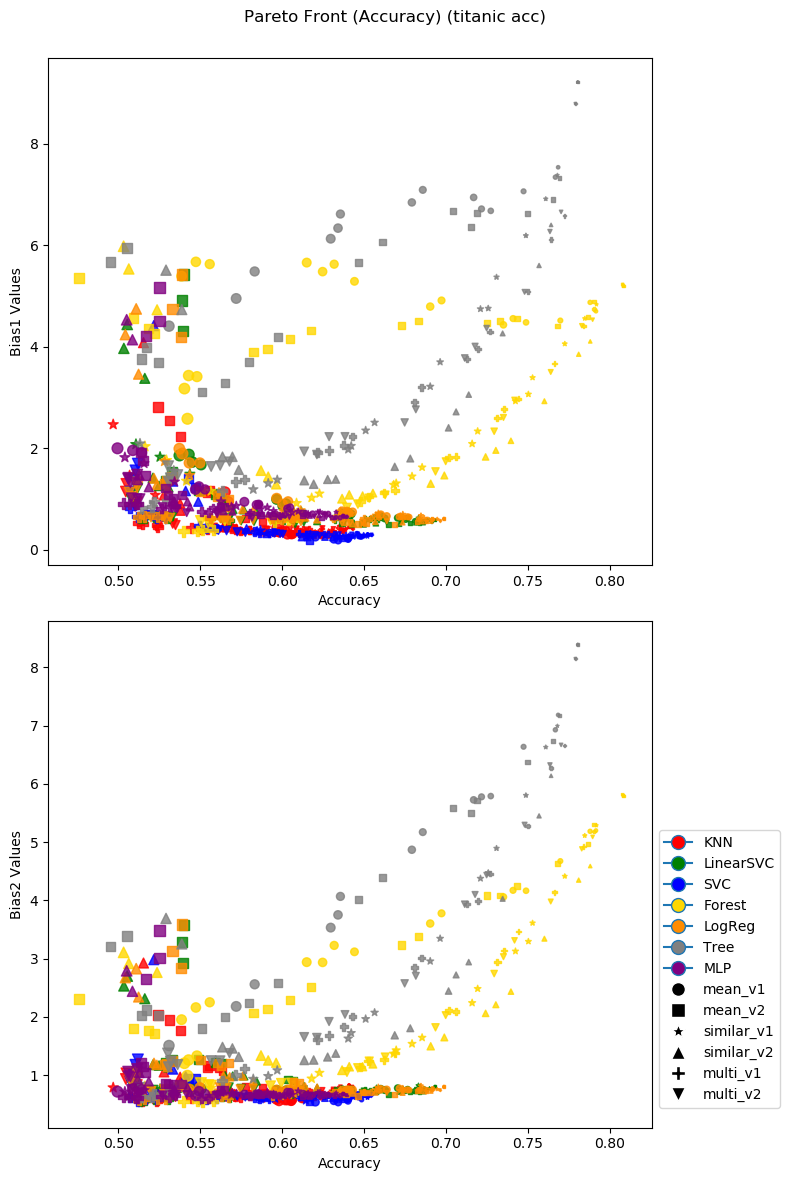 Pareto Front (Accuracy) (titanic acc)
8
6
4
2
0
Bias1 Values
0.50 0.55 0.60 0.65 0.70 0.75 0.80
Accuracy
8
7
6
5
4
3
2
1
Bias2 Values
0.50 0.55 0.60 0.65 0.70 0.75 0.80
Accuracy
KNN
LinearSVC
SVC
Forest
LogReg
Tree
MLP
mean_v1
mean_v2
similar_v1
similar_v2
multi_v1
multi_v2